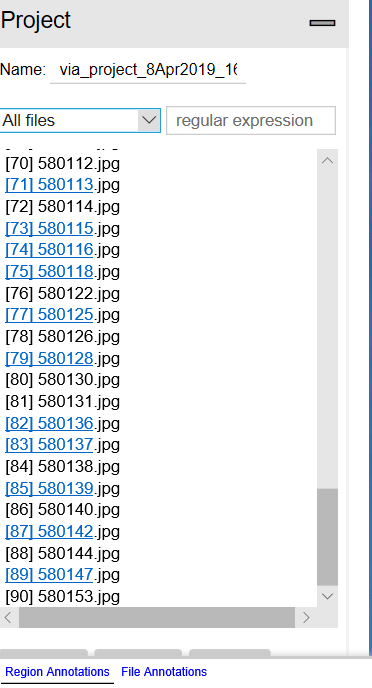 Project
Name: via_project_8Apr2019_16
All files regular expression
[70] 580112.jpg
[71] 580113.jpg
[72] 580114.jpg
[73] 580115.jpg
[74] 580116.jpg
[75] 580118.jpg
[76] 580122.jpg
[77] 580125.jpg
[78] 580126.jpg
[79] 580128.jpg
[80] 580130.jpg
[81] 580131.jpg
[82] 580136.jpg
[83] 580137.jpg
[84] 580138.jpg
[85] 580139.jpg
[86] 580140.jpg
[87] 580142.jpg
[88] 580144.jpg
[89] 580147.jpg
[90] 580153.jpg
Region Annotations File Annotations